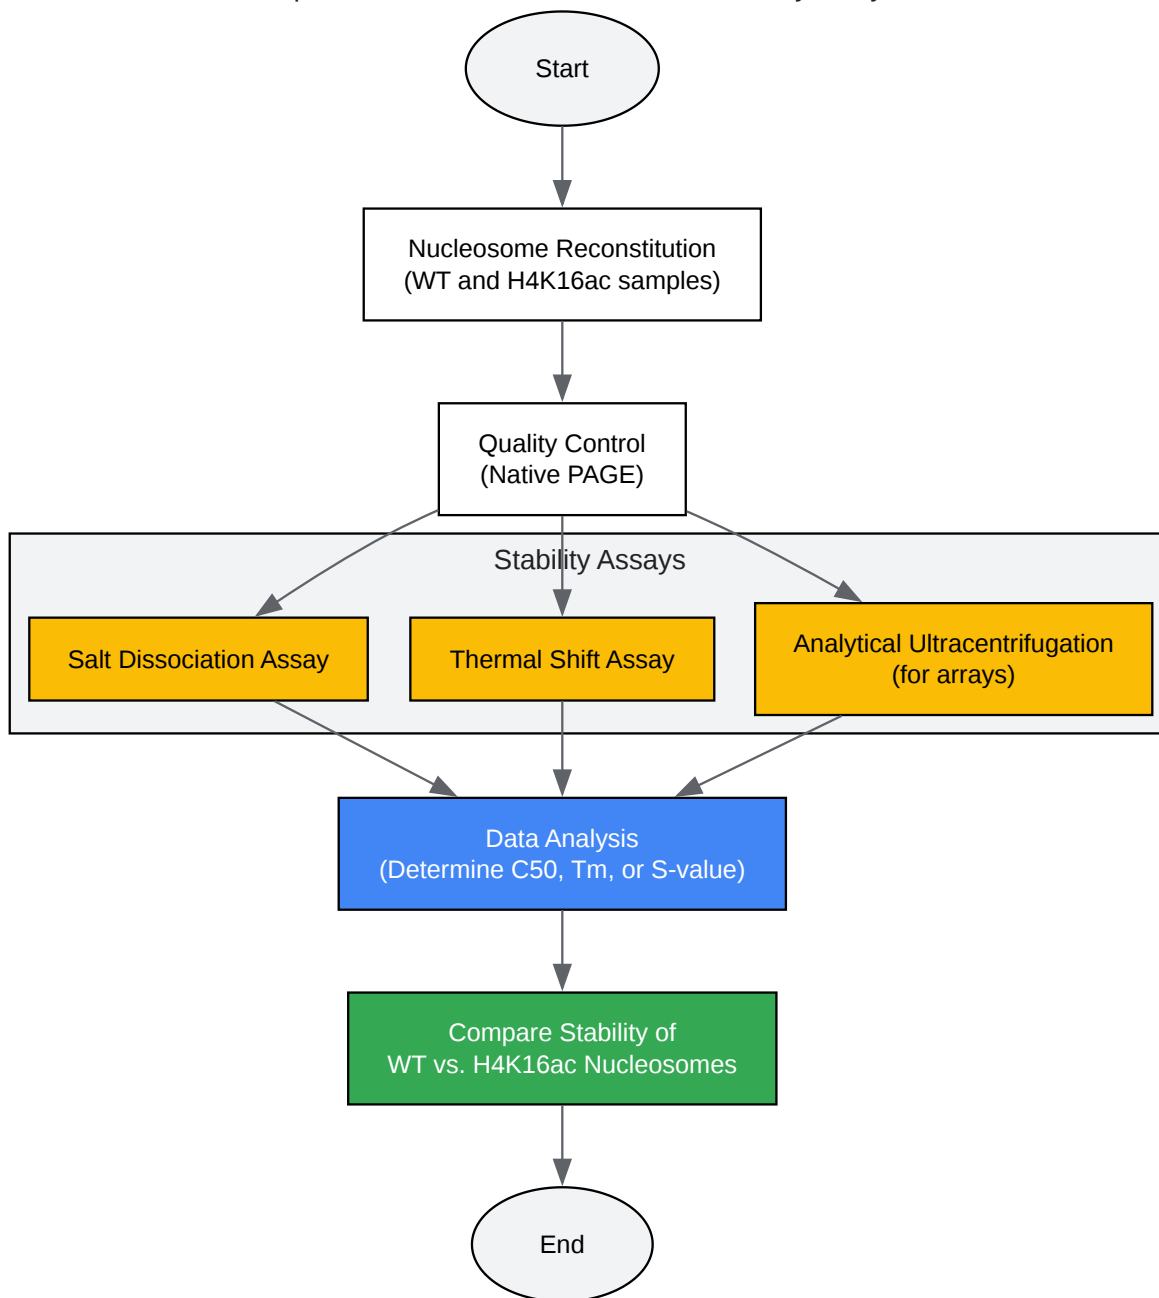 Start
Nucleosome Reconstitution
(WT and H4K16ac samples)
Quality Control
(Native PAGE)
Stability Assays
Salt Dissociation Assay
Thermal Shift Assay
Analytical Ultracentrifugation
(for arrays)
Data Analysis
(Determine C50, Tm, or S-value)
Compare Stability of
WT vs. H4K16ac Nucleosomes
End